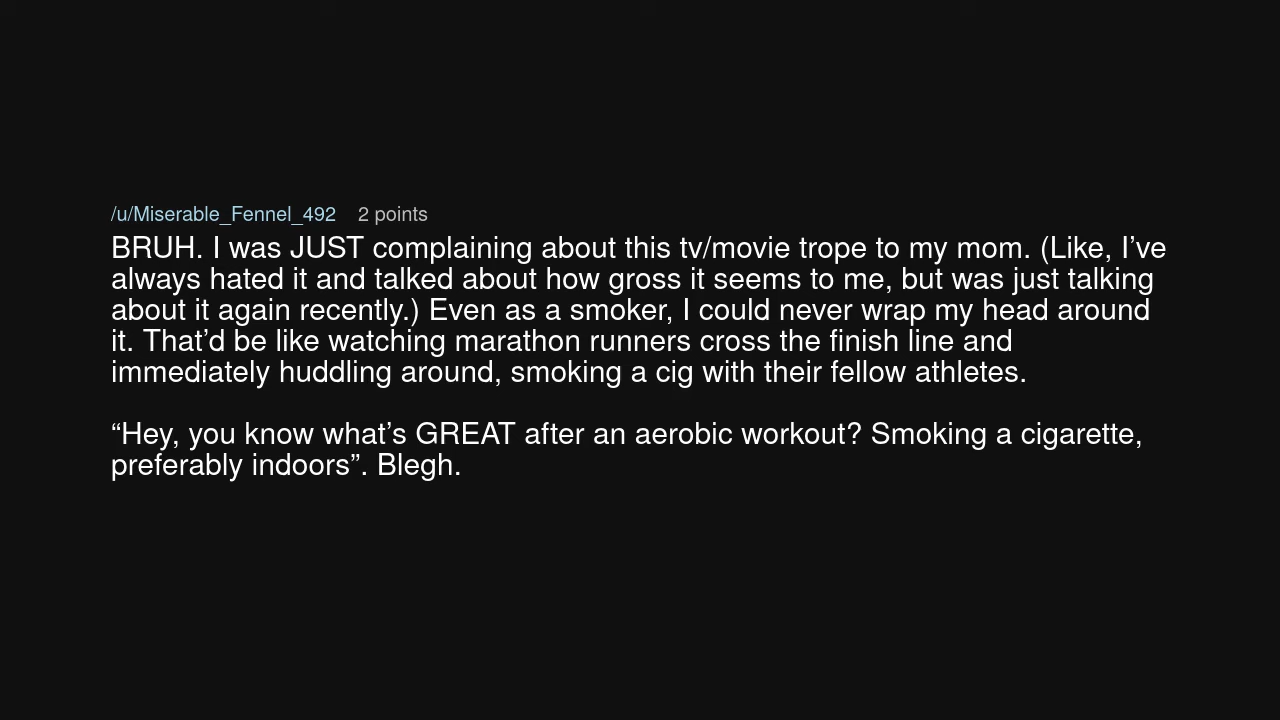 /u/Miserable_Fennel_492 2 points
BRUH. I was JUST complaining about this tv/movie trope to my mom. (Like, I’ve
always hated it and talked about how gross it seems to me, but was just talking
about it again recently.) Even as a smoker, I could never wrap my head around
it. That’d be like watching marathon runners cross the finish line and
immediately huddling around, smoking a cig with their fellow athletes.
“Hey, you know what’s GREAT after an aerobic workout? Smoking a cigarette,
preferably indoors”. Blegh.